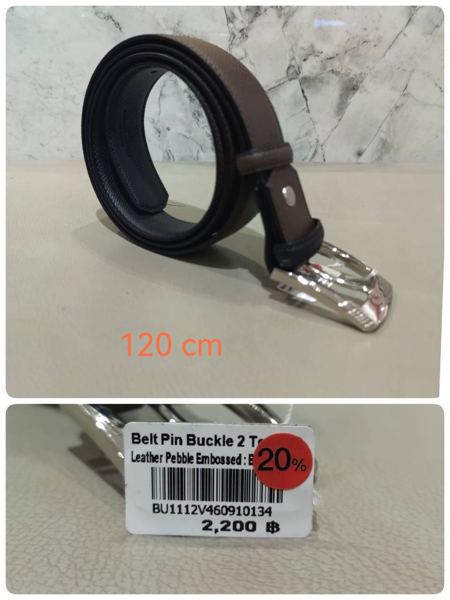 120 cm
Belt Pin Buckle 2
Leather Pebble Embossed :
20%
BU1112V460910134
2,200 ฿